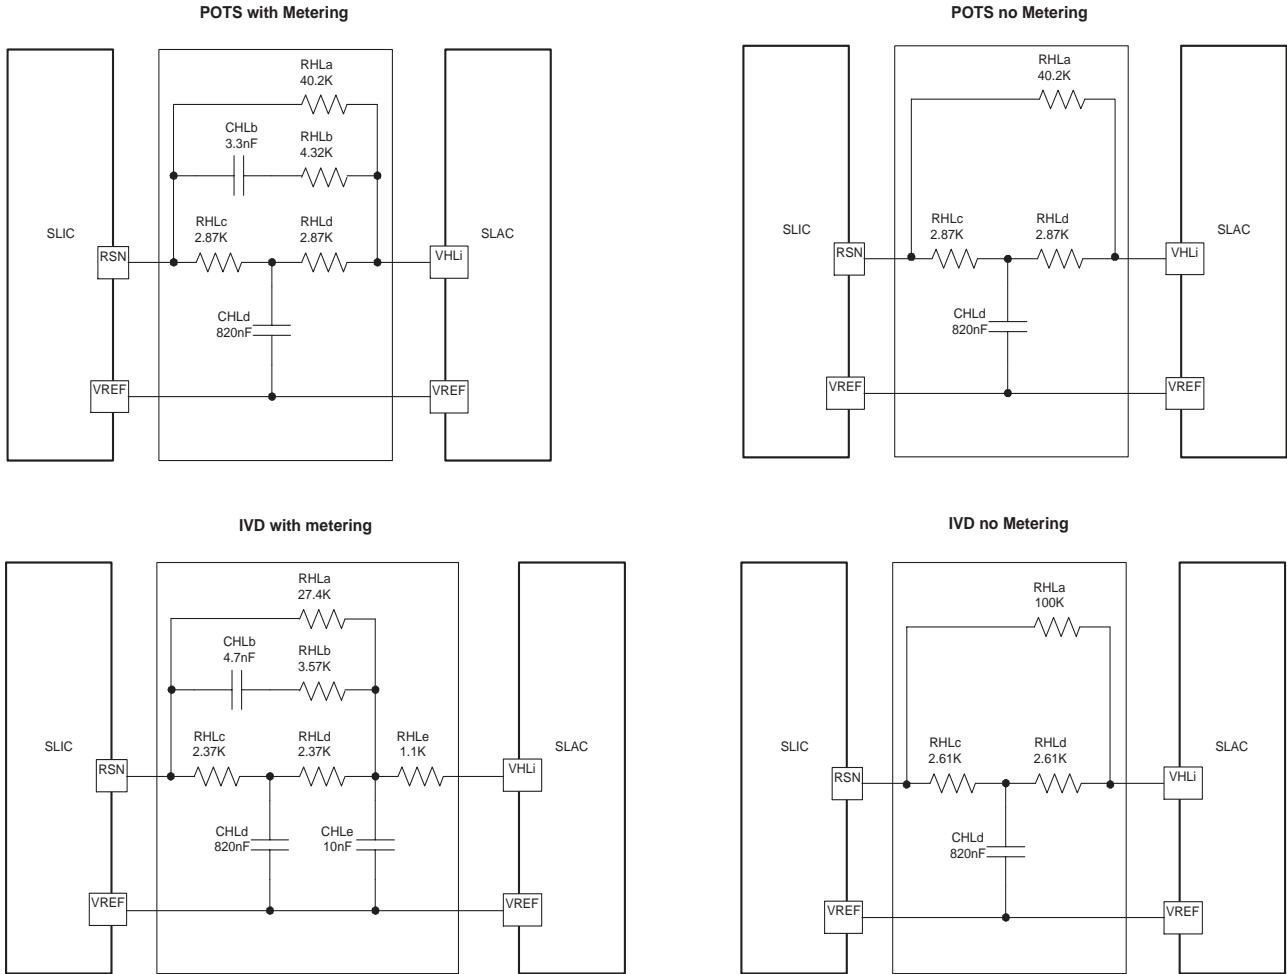 POTS with Metering
RHLa
40.2K
CHLb
3.3nF
RHLb
4.32K
SLIC
RHLc
2.87K
RHLd
2.87K
SLAC
RSN
VHLi
CHLd
820nF
VREF
VREF
POTS no Metering
RHLa
40.2K
SLIC
RHLc
2.87K
RHLd
2.87K
SLAC
RSN
VHLi
CHLd
820nF
VREF
VREF
IVD with metering
RHLa
27.4K
CHLb
4.7nF
RHLb
3.57K
SLIC
RHLc
2.37K
RHLd
2.37K
RHLe
1.1K
SLAC
RSN
VHLi
CHLd
820nF
CHLe
10nF
VREF
VREF
IVD no Metering
RHLa
100K
SLIC
RHLc
2.61K
RHLd
2.61K
SLAC
RSN
VHLi
CHLd
820nF
VREF
VREF